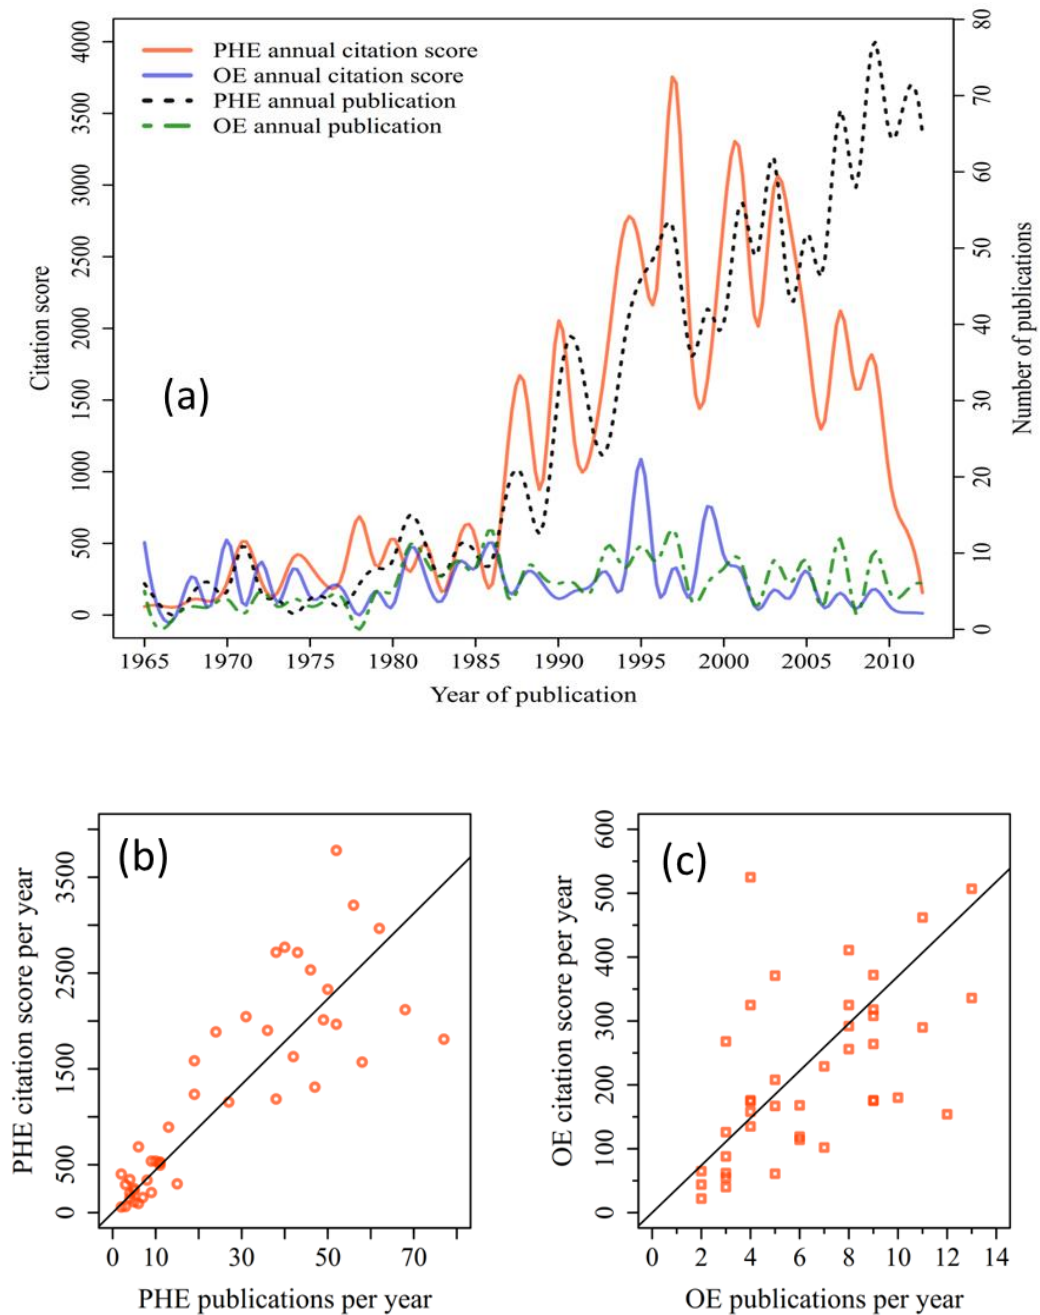 PHE annual citation score
OE annual citation score
PHE annual publication
OE annual publication
(a)
Citation score
0
500
1000
1500
2000
2500
3000
3500
4000
Number of publications
0
10
20
30
40
50
60
70
80
1965 1970 1975 1980 1985 1990 1995 2000 2005 2010
Year of publication
(b)
PHE citation score per year
0
500
1500
2500
3500
0 10 30 50 70
PHE publications per year
(c)
OE citation score per year
0
100
200
300
400
500
600
0 2 4 6 8 10 12 14
OE publications per year